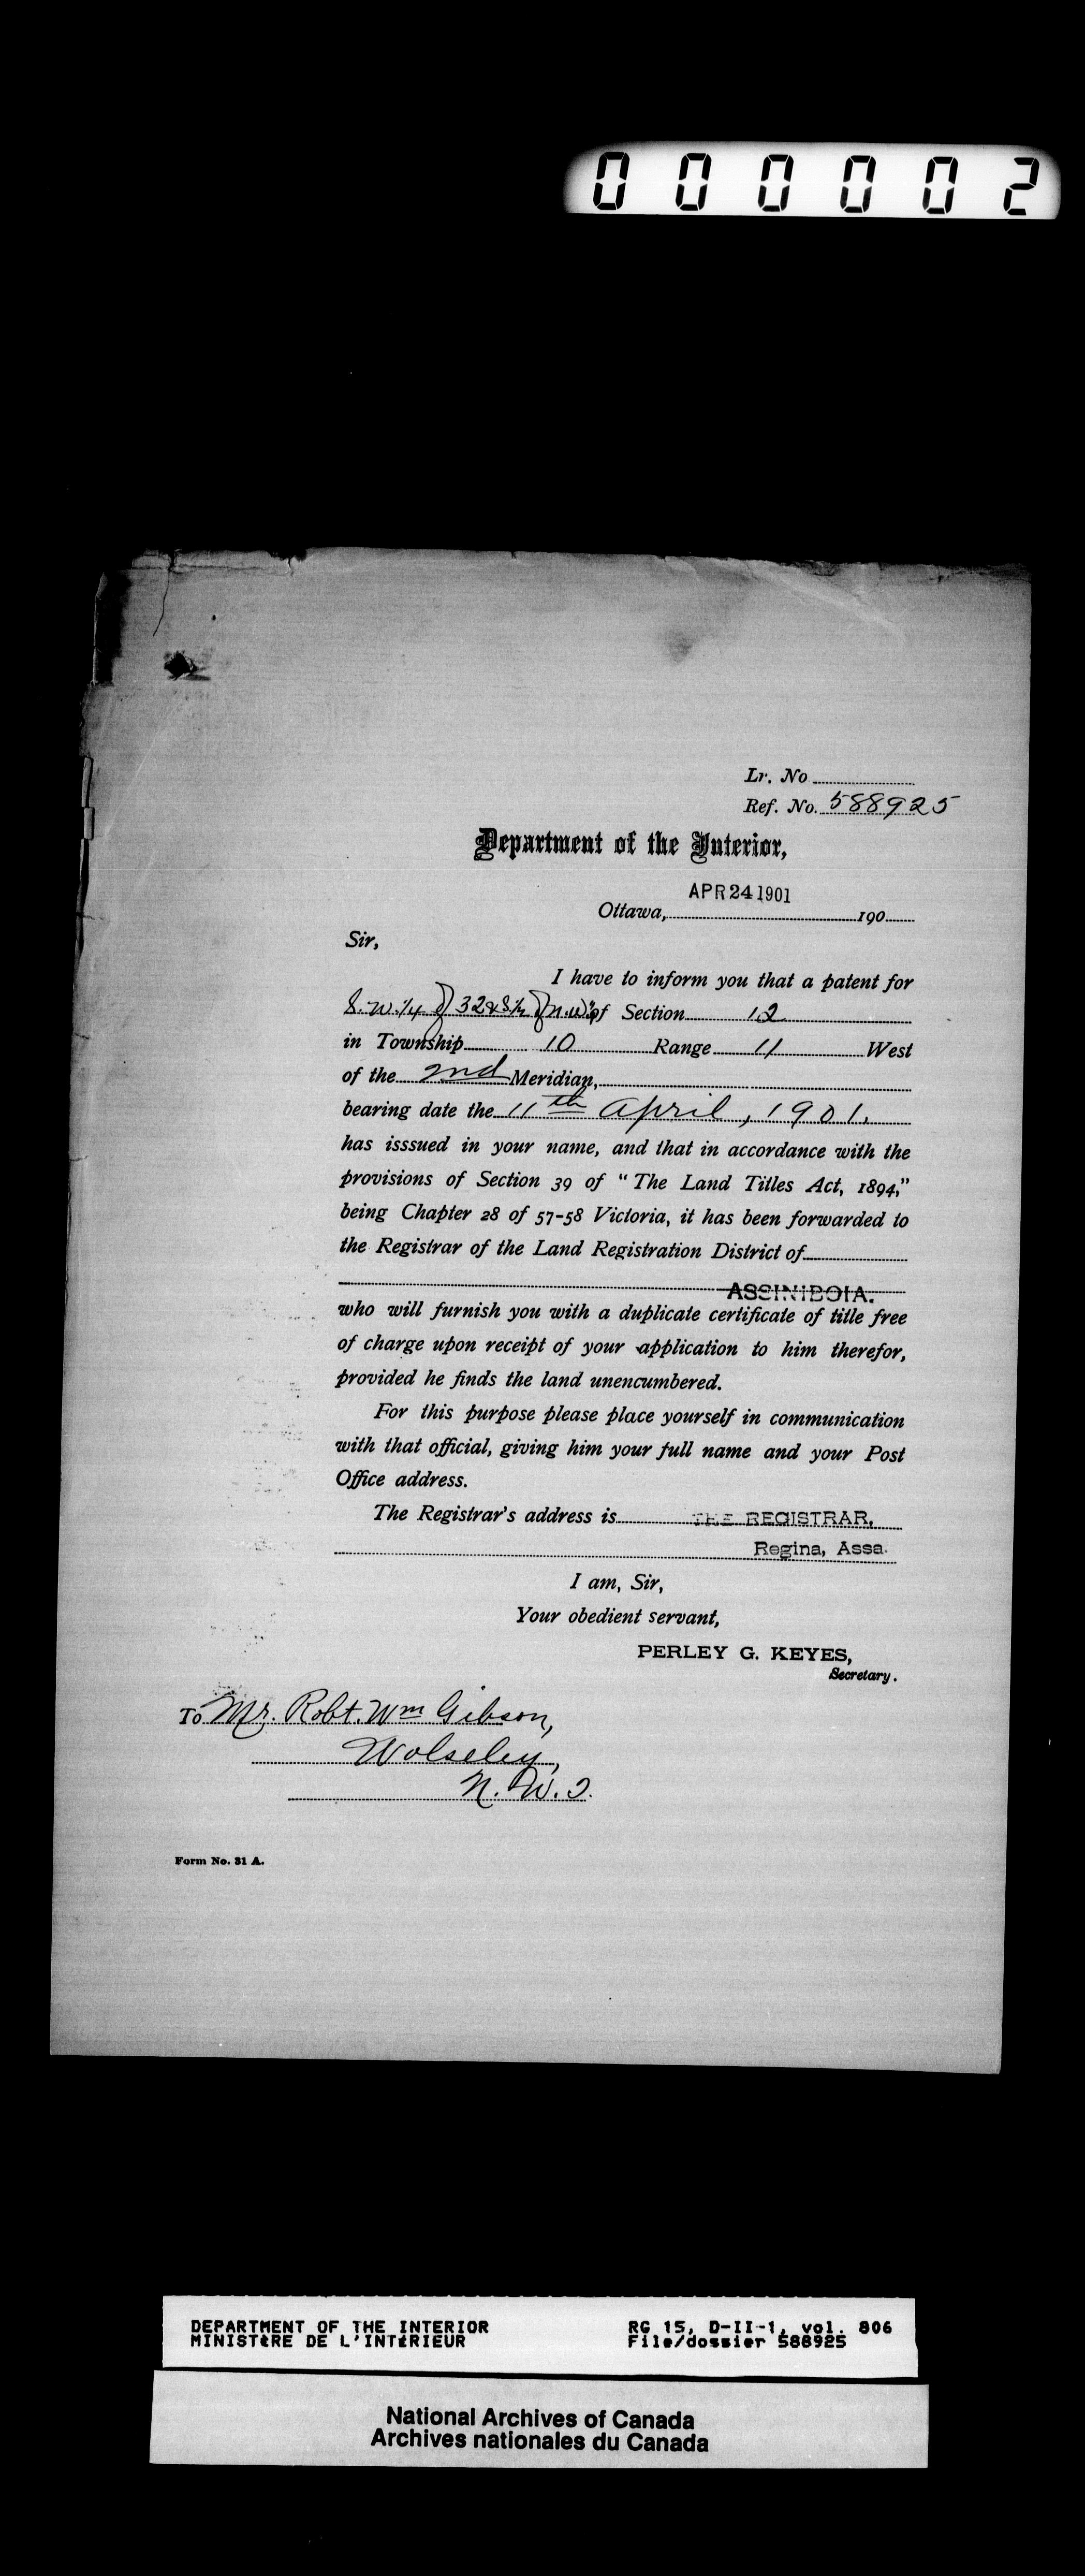 000002
Lr. No
Ref. No. 588925
Department of the Interior,
APR 24 1901
Ottawa, 190
Sir,
I have to inform you that a patent for
S.W. 1/4 of 32 & S 1/2 of N.W. 1/4 of Section 12
in Township 10 Range 11 West
of the 2nd Meridian,
bearing date the 11th April, 1901.
has isssued in your name, and that in accordance with the
provisions of Section 39 of "The Land Titles Act, 1894,"
being Chapter 28 of 57-58 Victoria, it has been forwarded to
the Registrar of the Land Registration District of
ASSINIBOIA.
who will furnish you with a duplicate certificate of title free
of charge upon receipt of your application to him therefor,
provided he finds the land unencumbered.
For this purpose please place yourself in communication
with that official, giving him your full name and your Post
Office address.
The Registrar's address is THE REGISTRAR,
Regina, Assa.
I am, Sir,
Your obedient servant,
PERLEY G. KEYES,
Secretary.
To Mr. Robt. Wm Gibson,
Wolseley,
N.W.T.
Form No. 31 A.
DEPARTMENT OF THE INTERIOR RG 15, D-II-1, vol. 806
MINISTÈRE DE L'INTÉRIEUR File/dossier 588925
National Archives of Canada
Archives nationales du Canada